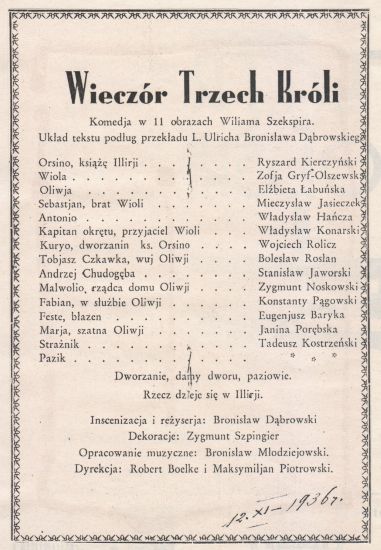 Wieczór Trzech Króli
Komedja w 11 obrazach Wiliama Szekspira.
Układ tekstu podług przekładu L. Ulricha Bronisława Dąbrowskieg
Orsino, książę Illirji . . . . . . . Ryszard Kierczyński
Wiola . . . . . . . . . . . . Zofja Gryf-Olszewsk
Oliwja . . . . . . . . . . . . Elżbieta Łabuńska
Sebastjan, brat Wioli . . . . . . . Mieczysław Jasieczek
Antonio . . . . . . . . . . . Władysław Hańcza
Kapitan okrętu, przyjaciel Wioli . . . . Władysław Konarski
Kuryo, dworzanin ks. Orsino . . . . . Wojciech Rolicz
Tobjasz Czkawka, wuj Oliwji . . . . . Bolesław Rosłan
Andrzej Chudogęba . . . . . . . . Stanisław Jaworski
Malwolio, rządca domu Oliwji . . . . . Zygmunt Noskowski
Fabian, w służbie Oliwji . . . . . . Konstanty Pągowski
Feste, błazen . . . . . . . . . . Eugenjusz Baryka
Marja, szatna Oliwji . . . . . . . . Janina Porębska
Strażnik . . . . . . . . . . . Tadeusz Kostrzeński
Pazik . . . . . . . . . . . . * * *
Dworzanie, damy dworu, paziowie.
Rzecz dzieje się w Illirji.
Inscenizacja i reżyserja: Bronisław Dąbrowski
Dekoracje: Zygmunt Szpingier
Opracowanie muzyczne: Bronisław Młodziejowski.
Dyrekcja: Robert Boelke i Maksymiljan Piotrowski.
12. XI – 1936 r.